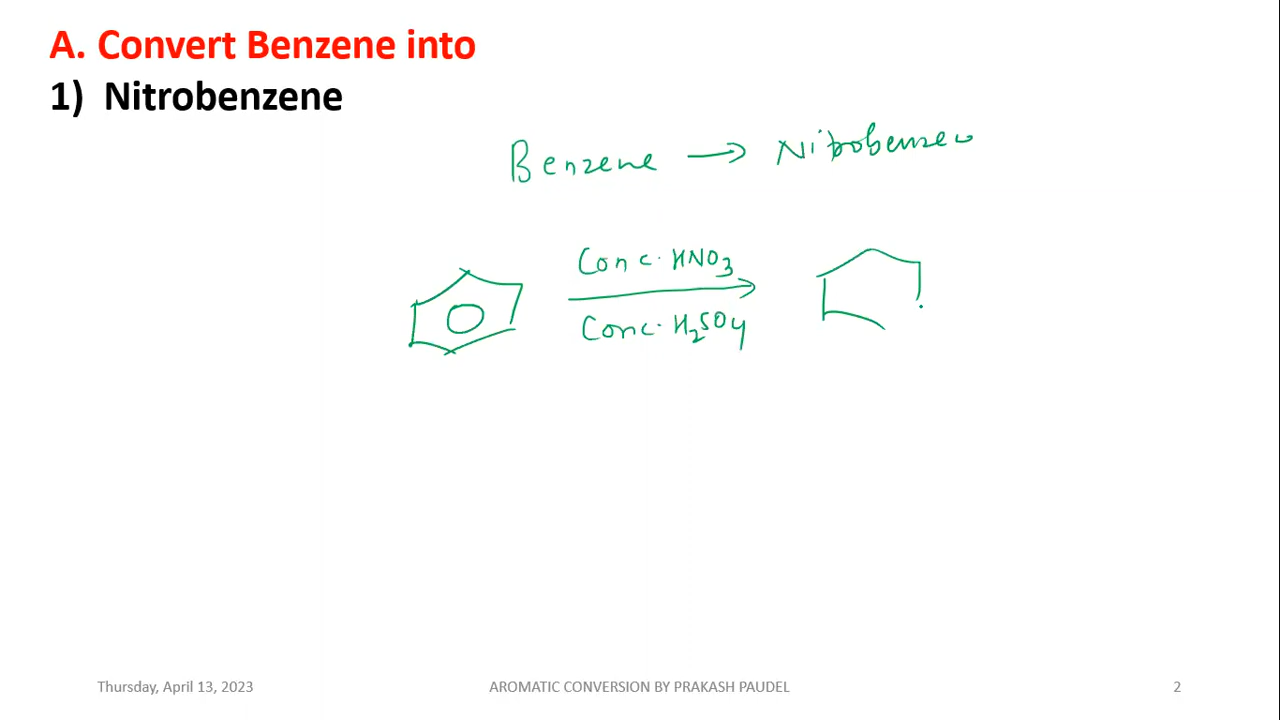 A. Convert Benzene into
1) Nitrobenzene
Benzene → Nitrobenzen
Conc. HNO3
Conc. H2SO4
Thursday, April 13, 2023
AROMATIC CONVERSION BY PRAKASH PAUDEL
2